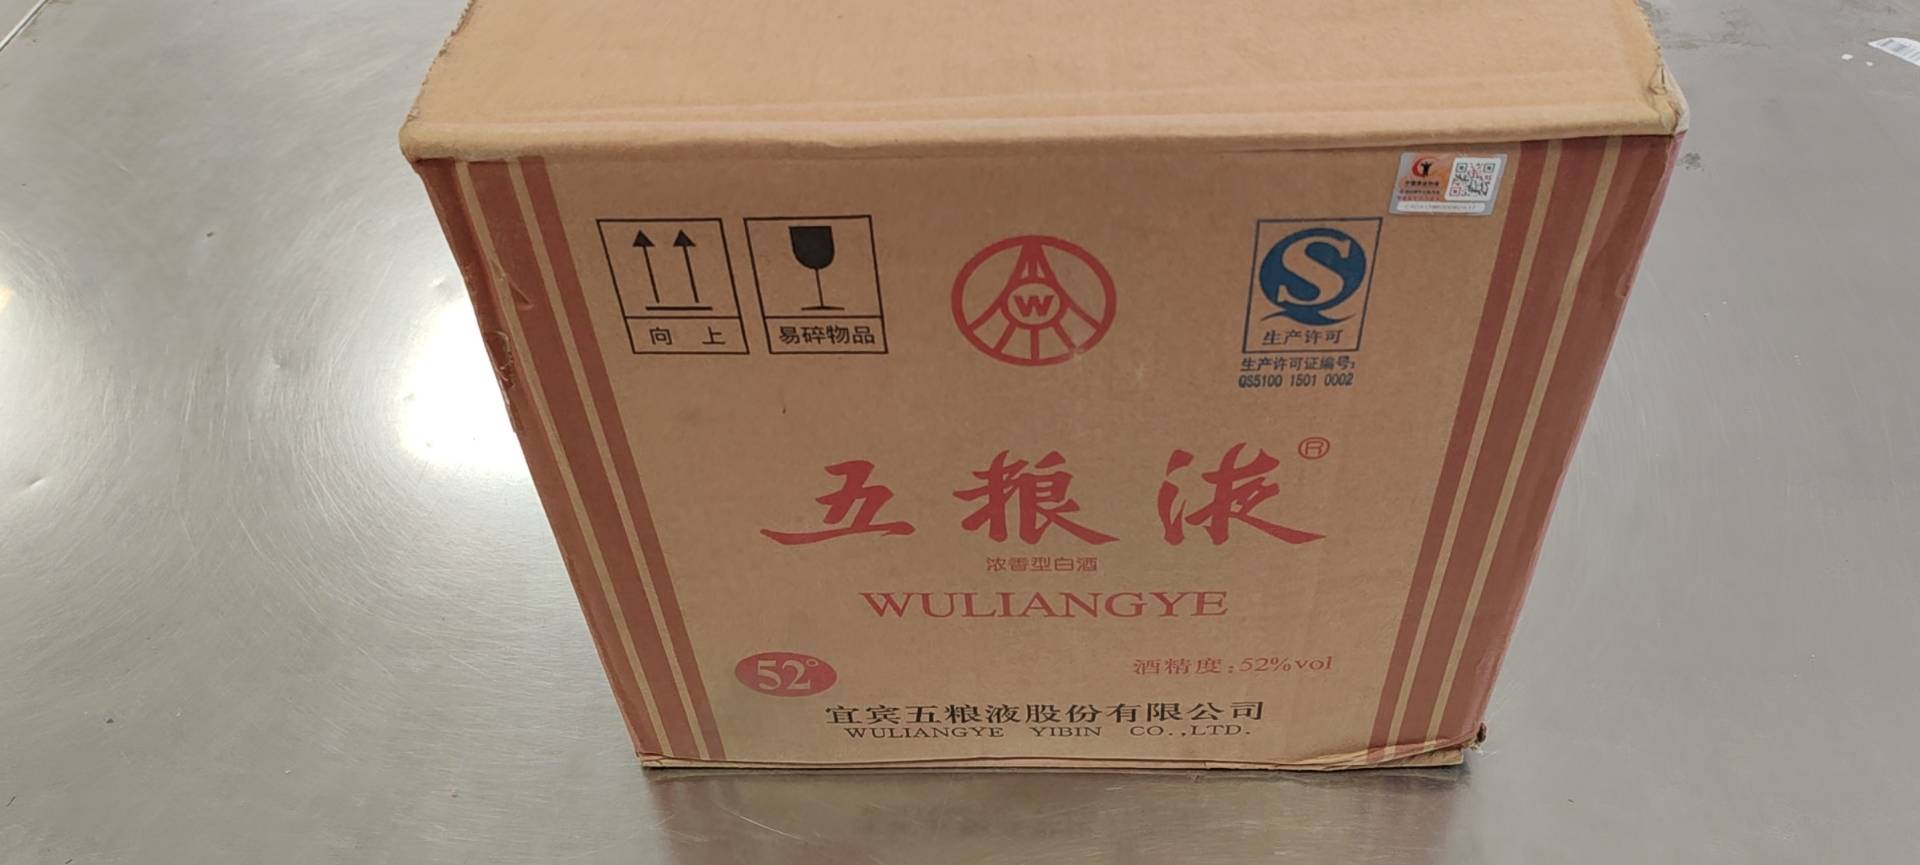 向 上
易碎物品
W
S
生产许可
生产许可证编号:
QS5100 1501 0002
五粮液®
浓香型白酒
WULIANGYE
52°
酒精度:52%vol
宜宾五粮液股份有限公司
WULIANGYE YIBIN CO.,LTD.